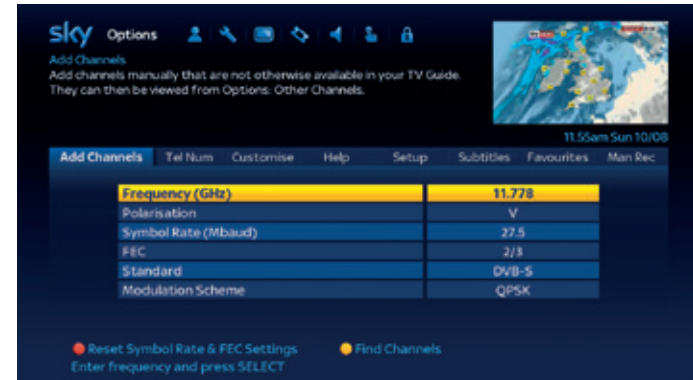 sky Options
Add Channels
Add channels manually that are not otherwise available in your TV Guide.
They can then be viewed from Options: Other Channels.
11.55am Sun 10/08
Add Channels Tel Num Customise Help Setup Subtitles Favourites Man Rec
Frequency (GHz) 11.778
Polarisation V
Symbol Rate (Mbaud) 27.5
FEC 2/3
Standard DVB-S
Modulation Scheme QPSK
Reset Symbol Rate & FEC Settings Find Channels
Enter frequency and press SELECT